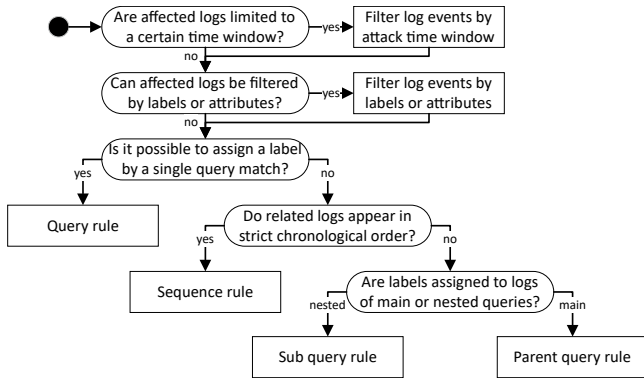 Are affected logs limited to
a certain time window?
yes
Filter log events by
attack time window
no
Can affected logs be filtered
by labels or attributes?
yes
Filter log events by
labels or attributes
no
Is it possible to assign a label
by a single query match?
yes
no
Query rule
Do related logs appear in
strict chronological order?
yes
no
Sequence rule
Are labels assigned to logs
of main or nested queries?
nested
main
Sub query rule
Parent query rule